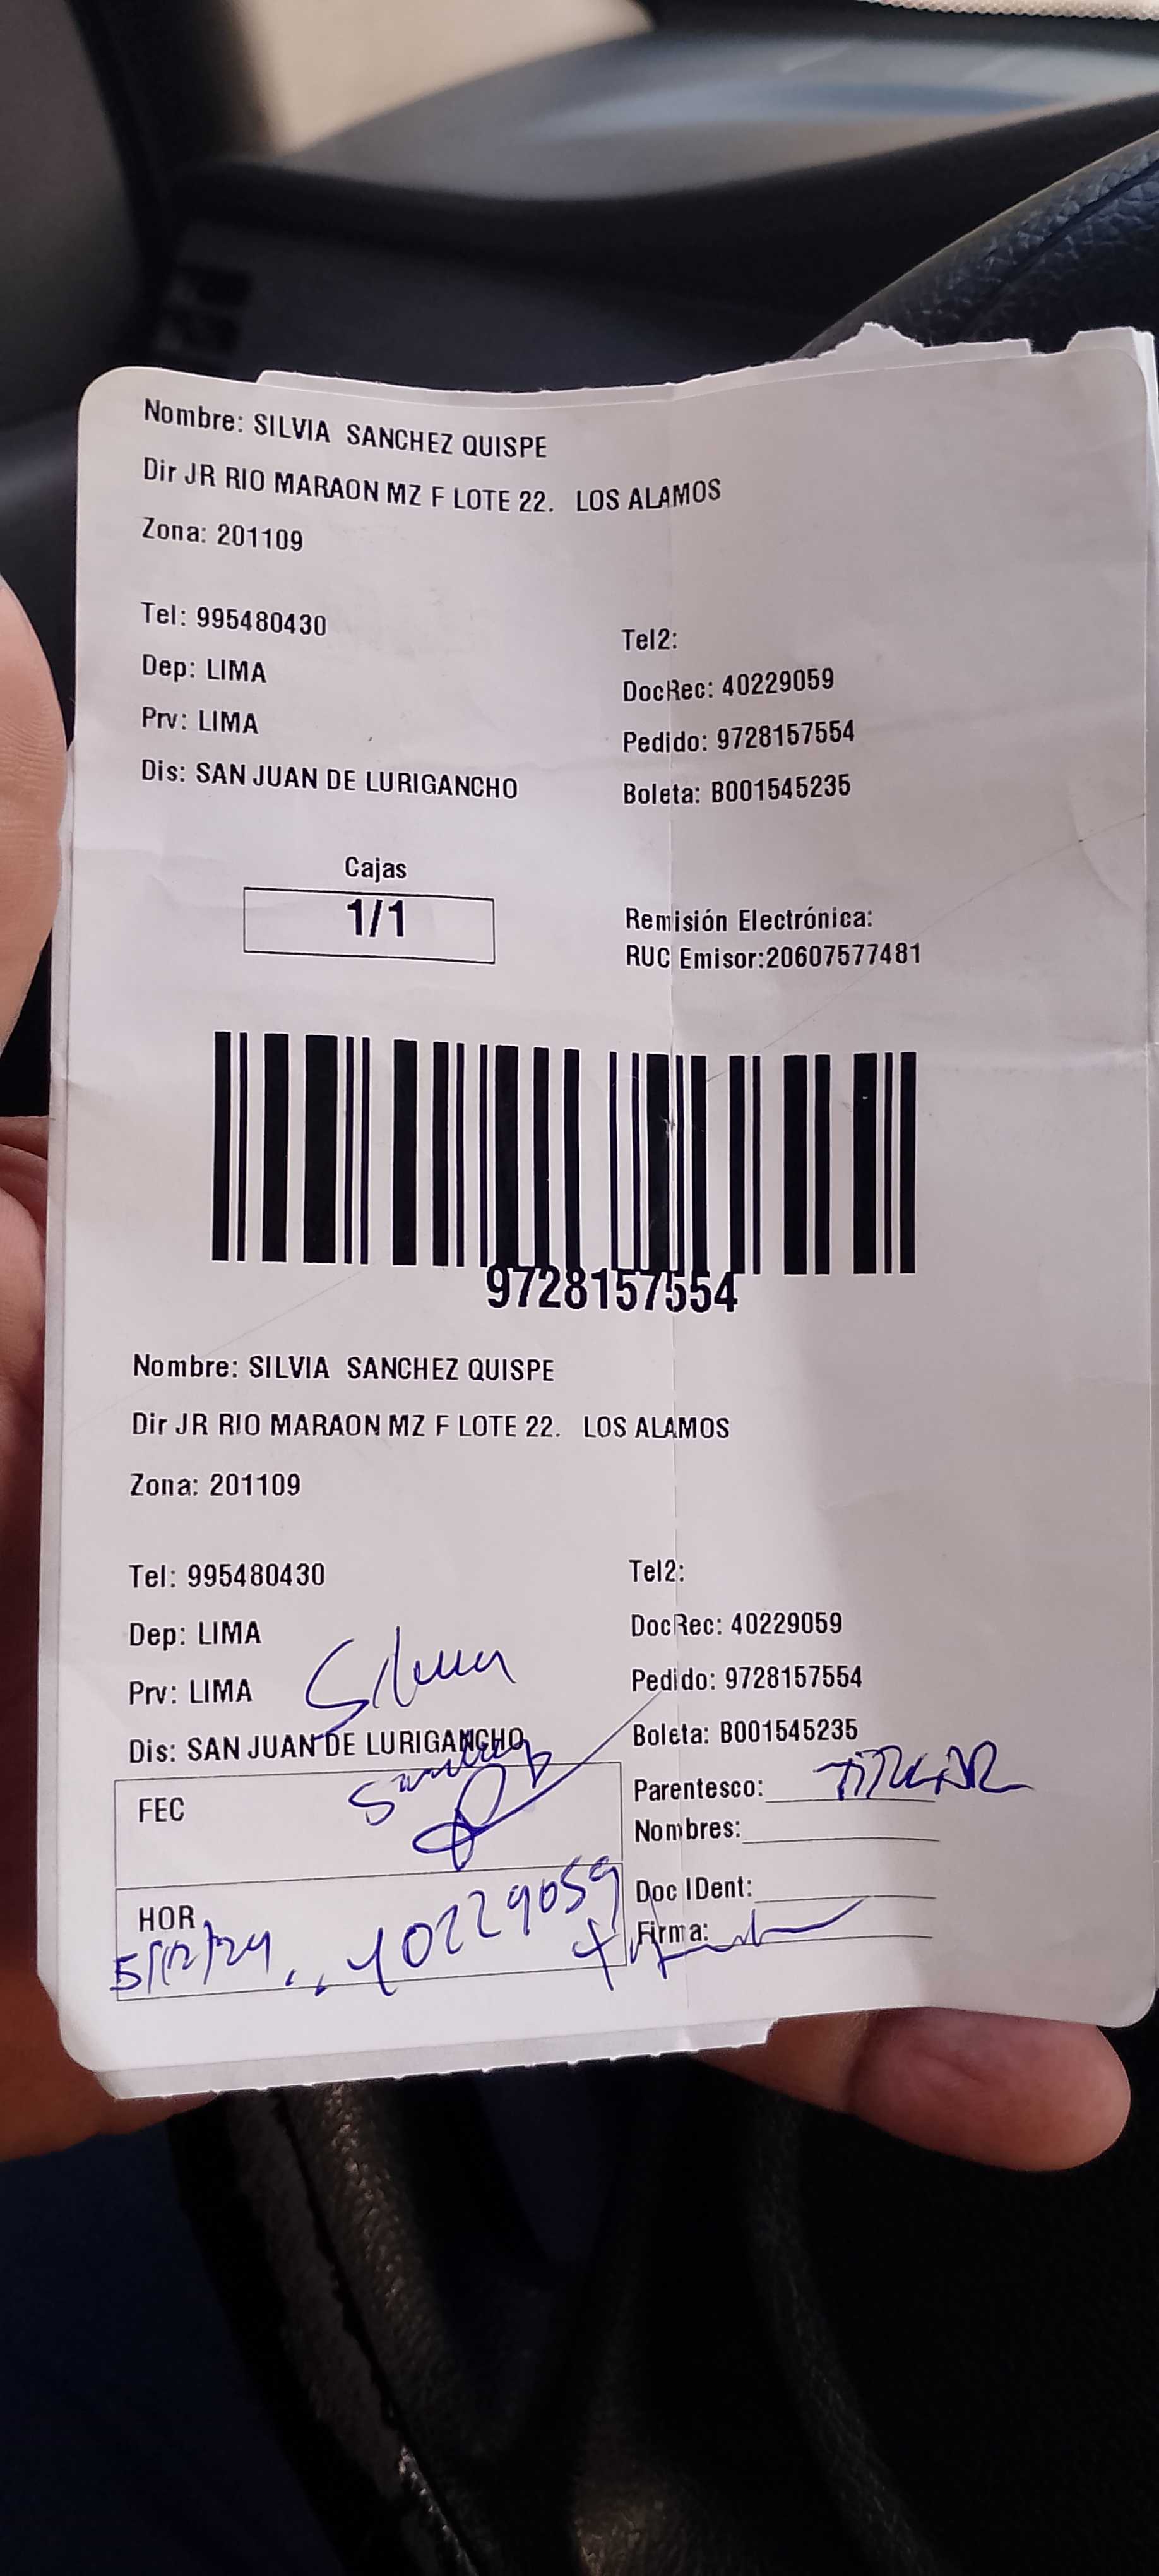 Nombre: SILVIA SANCHEZ QUISPE
Dir JR RIO MARAON MZ F LOTE 22. LOS ALAMOS
Zona: 201109
Tel: 995480430
Tel2:
Dep: LIMA
DocRec: 40229059
Prv: LIMA
Pedido: 9728157554
Dis: SAN JUAN DE LURIGANCHO
Boleta: B001545235
Cajas
1/1
Remisión Electrónica:
RUC Emisor:20607577481
9728157554
Nombre: SILVIA SANCHEZ QUISPE
Dir JR RIO MARAON MZ F LOTE 22. LOS ALAMOS
Zona: 201109
Tel: 995480430
Tel2:
Dep: LIMA
DocRec: 40229059
Prv: LIMA
Pedido: 9728157554
Dis: SAN JUAN DE LURIGANCHO
Boleta: B001545235
FEC
Parentesco: TITULAR
Nombres:
HOR
Doc IDent:
5/12/24 40229059
Firma: